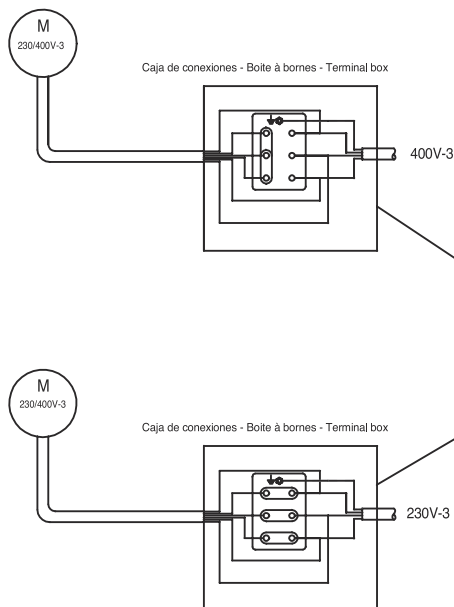 M
230/400V-3
Caja de conexiones - Boite à bornes - Terminal box
400V-3
M
230/400V-3
Caja de conexiones - Boite à bornes - Terminal box
230V-3